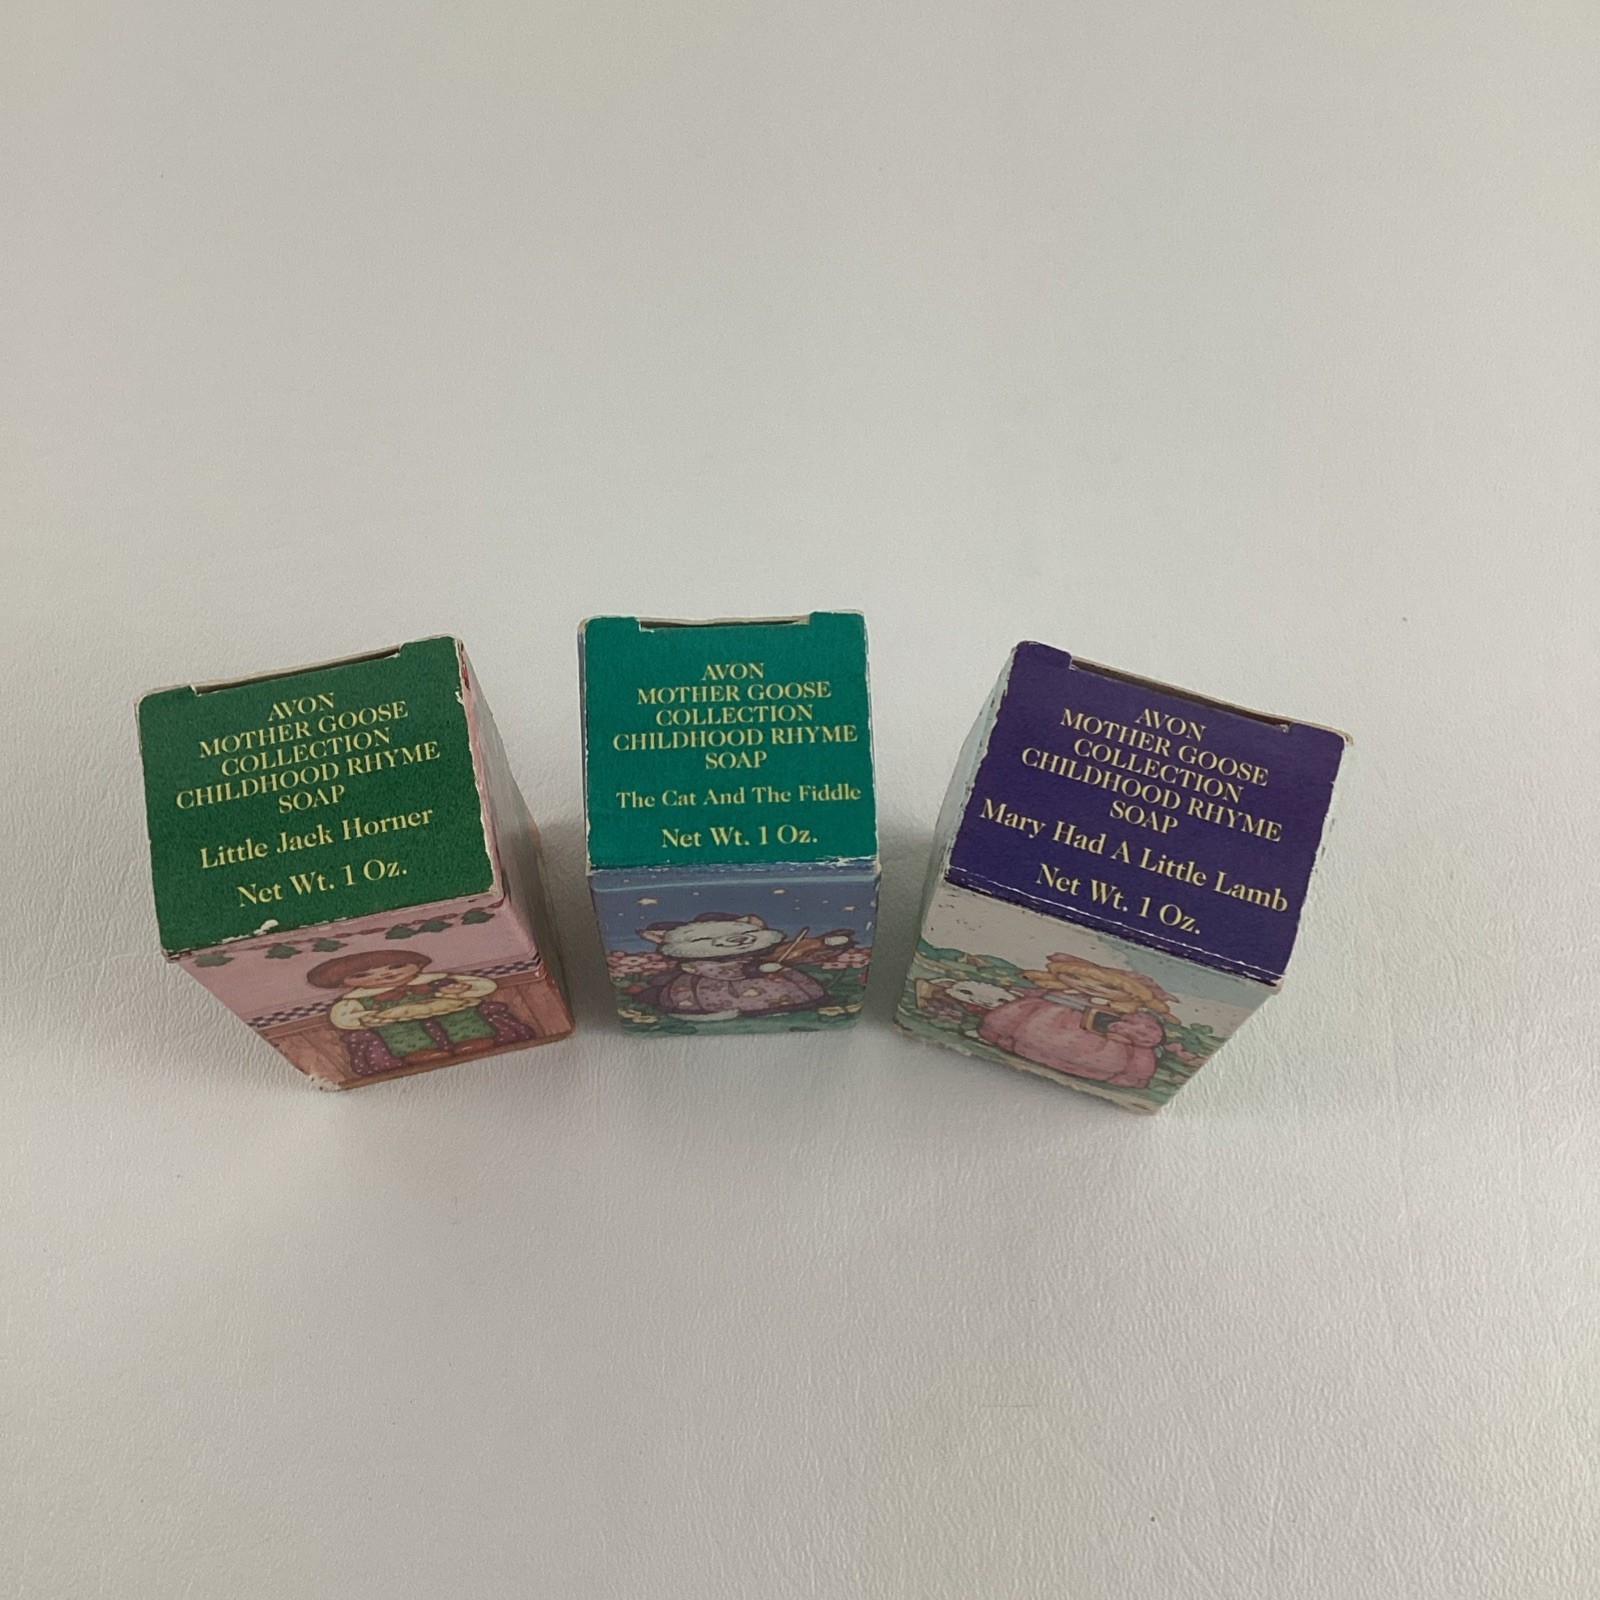 AVON
MOTHER GOOSE
COLLECTION
CHILDHOOD RHYME
SOAP
Little Jack Horner
Net Wt. 1 Oz.
AVON
MOTHER GOOSE
COLLECTION
CHILDHOOD RHYME
SOAP
The Cat And The Fiddle
Net Wt. 1 Oz.
AVON
MOTHER GOOSE
COLLECTION
CHILDHOOD RHYME
SOAP
Mary Had A Little Lamb
Net Wt. 1 Oz.